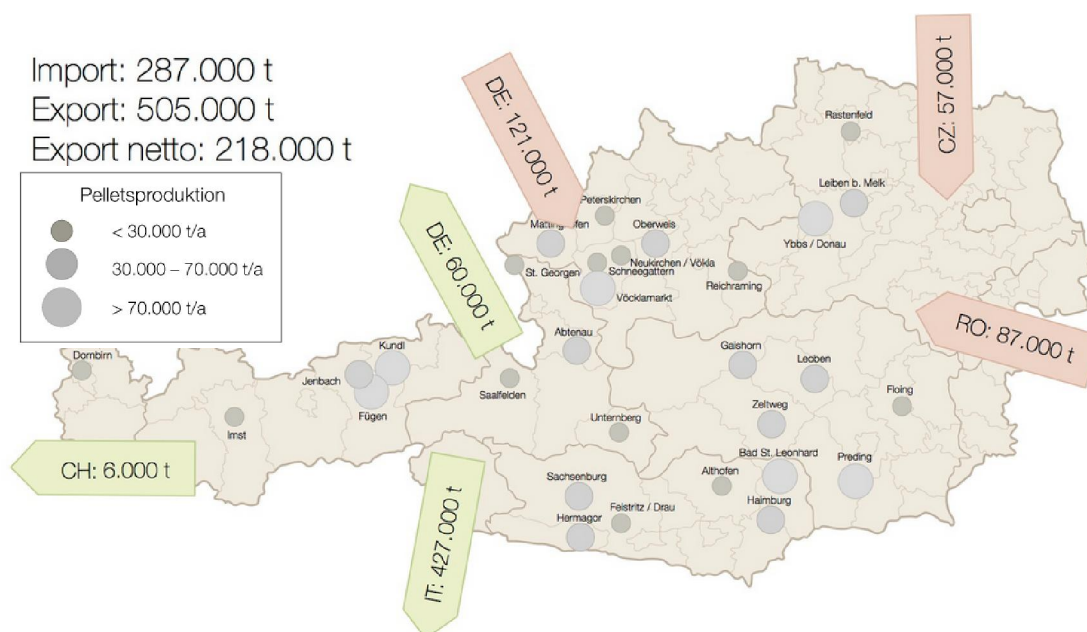 Import: 287.000 t
Export: 505.000 t
Export netto: 218.000 t
Pelletsproduktion
< 30.000 t/a
30.000 – 70.000 t/a
> 70.000 t/a
DE: 121.000 t
CZ: 57.000 t
DE: 60.000 t
RO: 87.000 t
CH: 6.000 t
IT: 427.000 t
Rastenfeld
Leiben b. Melk
Ybbs / Donau
Peterskirchen
Oberweis
St. Georgen
Neukirchen / Vökla
Schneegattern
Reichraming
Vöcklamarkt
Abtenau
Gaishorn
Leoben
Kundl
Dornbirn
Jenbach
Saalfelden
Floing
Fügen
Zeltweg
Imst
Unternberg
Bad St. Leonhard
Preding
Sachsenburg
Althofen
Feistritz / Drau
Hermagor
Haimburg